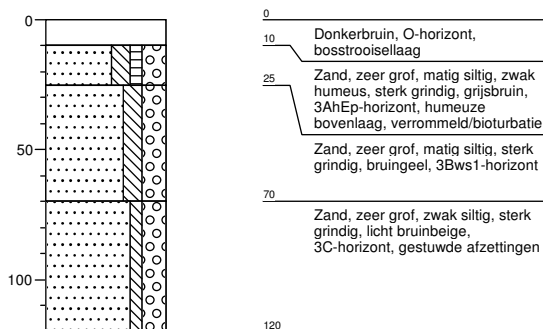 0
50
100
0
Donkerbruin, O-horizont,
bosstrooisellaag
10
Zand, zeer grof, matig siltig, zwak
humeus, sterk grindig, grijsbruin,
3AhEp-horizont, humeuze
bovenlaag, verrommeld/bioturbatie
25
Zand, zeer grof, matig siltig, sterk
grindig, bruingeel, 3Bws1-horizont
70
Zand, zeer grof, zwak siltig, sterk
grindig, licht bruinbeige,
3C-horizont, gestuwde afzettingen
120